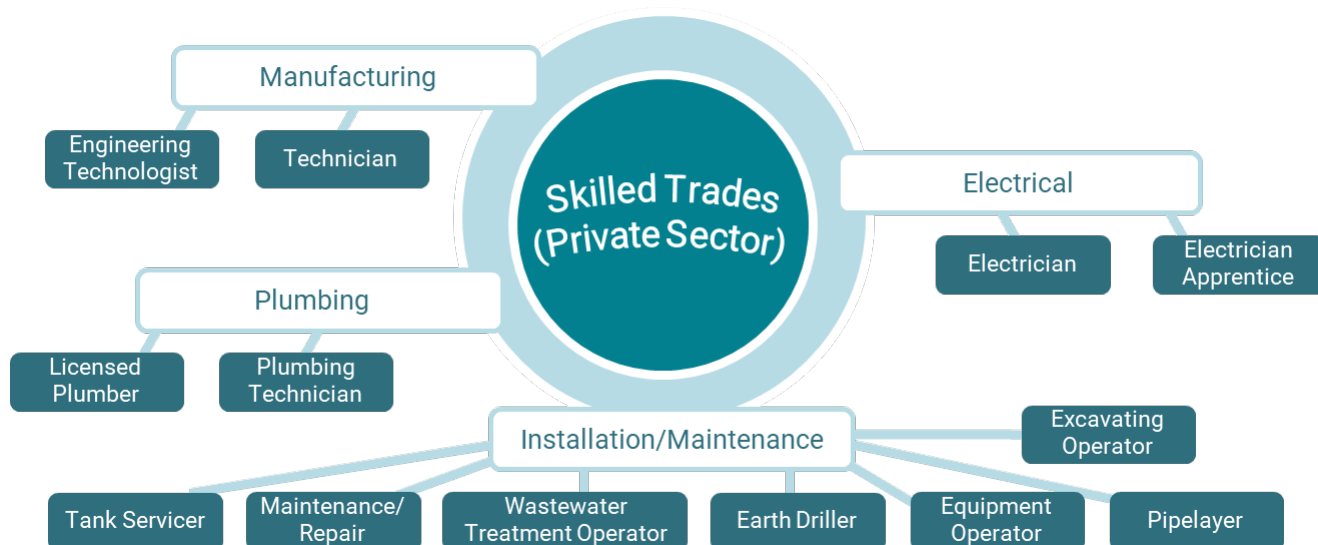 Manufacturing
Engineering
Technologist
Technician
Skilled Trades
(Private Sector)
Electrical
Electrician
Electrician
Apprentice
Plumbing
Licensed
Plumber
Plumbing
Technician
Installation/Maintenance
Excavating
Operator
Tank Servicer
Maintenance/
Repair
Wastewater
Treatment Operator
Earth Driller
Equipment
Operator
Pipelayer